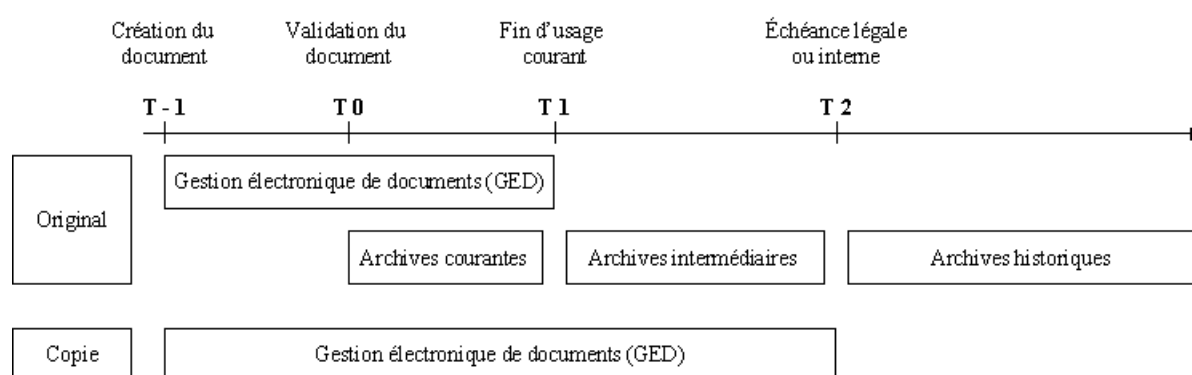 Création du
document
Validation du
document
Fin d'usage
courant
Échéance légale
ou interne
T - 1
T 0
T 1
T 2
Original
Gestion électronique de documents (GED)
Archives courantes
Archives intermédiaires
Archives historiques
Copie
Gestion électronique de documents (GED)